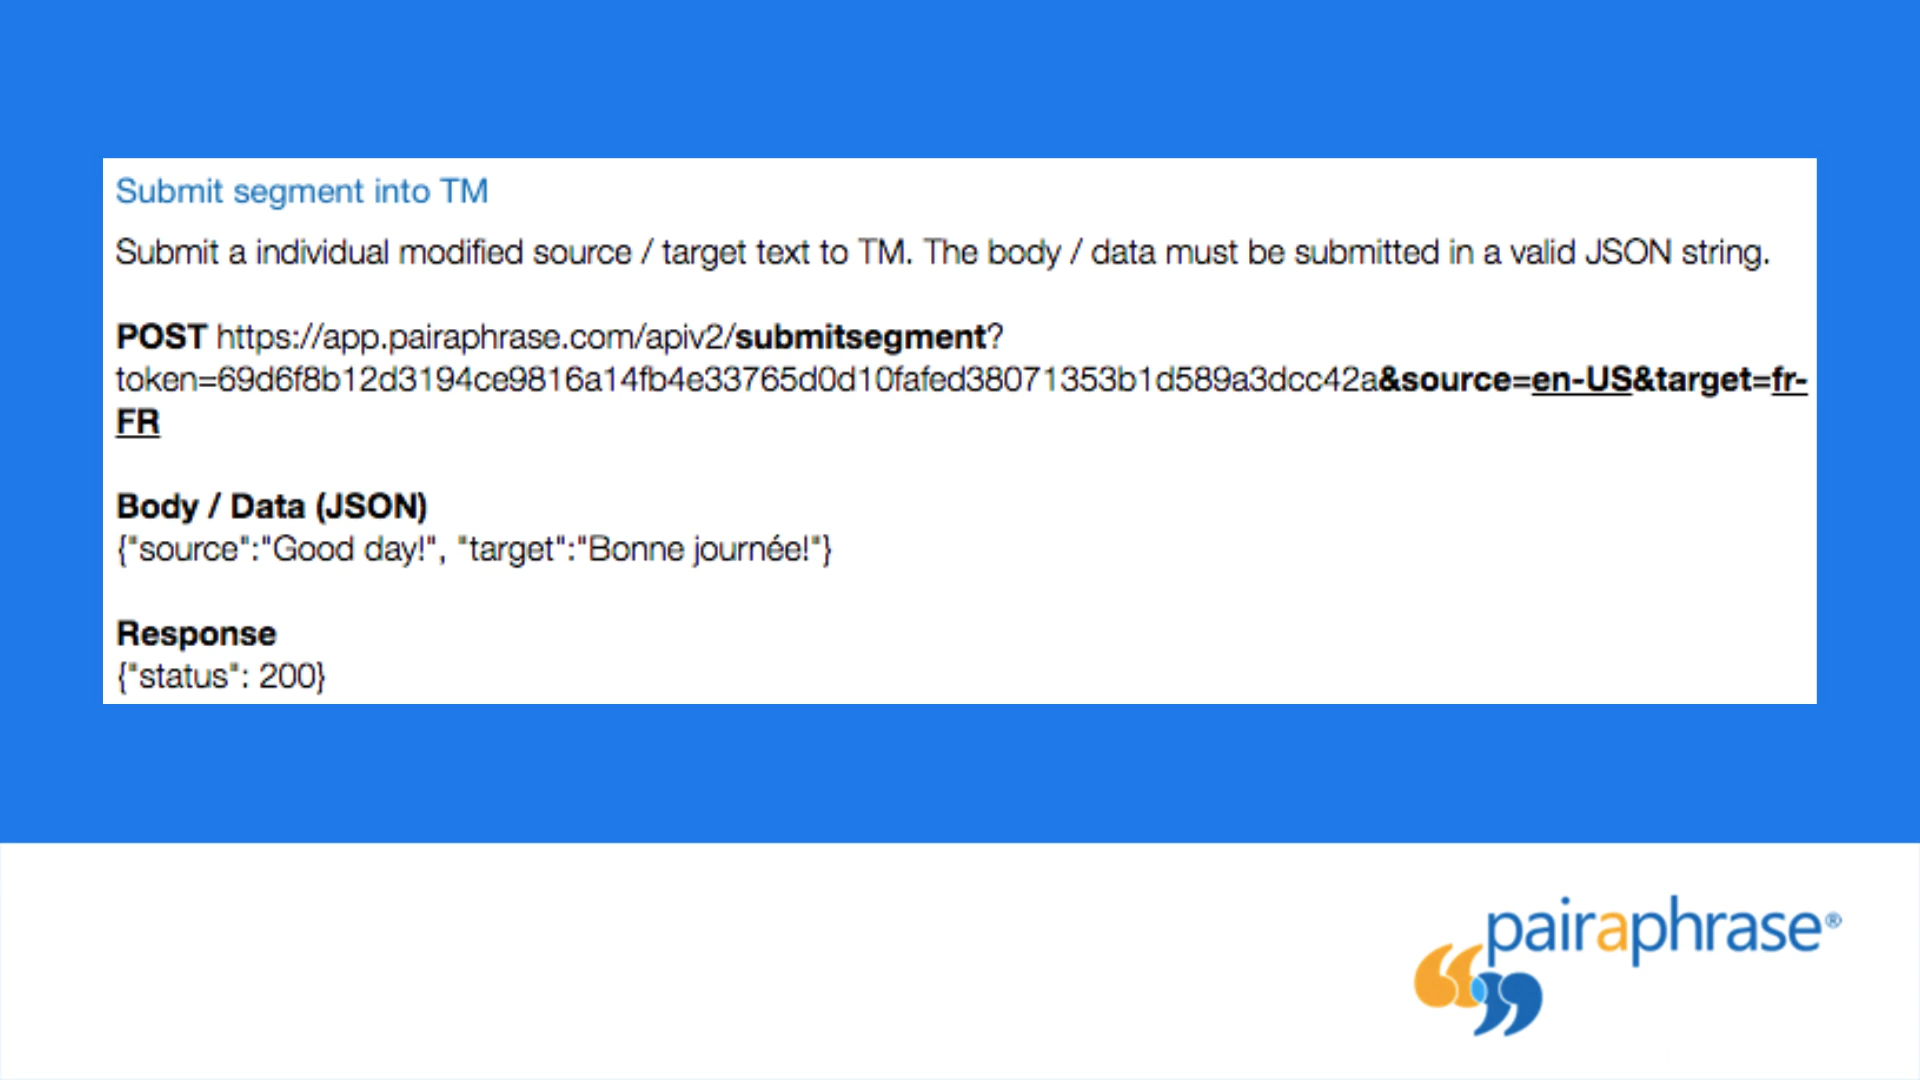 Submit segment into TM
Submit a individual modified source / target text to TM. The body / data must be submitted in a valid JSON string.
POST https://app.pairaphrase.com/apiv2/submitsegment?
token=69d6f8b12d3194ce9816a14fb4e33765d0d10fafed38071353b1d589a3dcc42a&source=en-US&target=fr-
FR
Body / Data (JSON)
{"source":"Good day!", "target":"Bonne journée!"}
Response
{"status": 200}
pairaphrase®